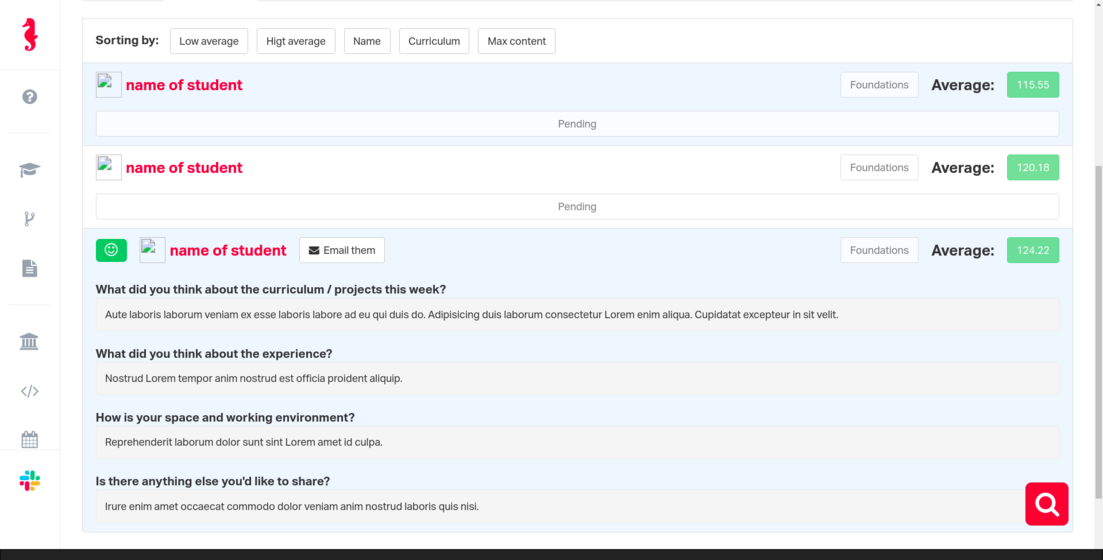 Sorting by: Low average Higt average Name Curriculum Max content
name of student Foundations Average: 115.55
Pending
name of student Foundations Average: 120.18
Pending
name of student Email them Foundations Average: 124.22
What did you think about the curriculum / projects this week?
Aute laboris laborum veniam ex esse laboris labore ad eu qui duis do. Adipisicing duis laborum consectetur Lorem enim aliqua. Cupidatat excepteur in sit velit.
What did you think about the experience?
Nostrud Lorem tempor anim nostrud est officia proident aliquip.
How is your space and working environment?
Reprehenderit laborum dolor sunt sint Lorem amet id culpa.
Is there anything else you'd like to share?
Irure enim amet occaecat commodo dolor veniam anim nostrud laboris quis nisi.